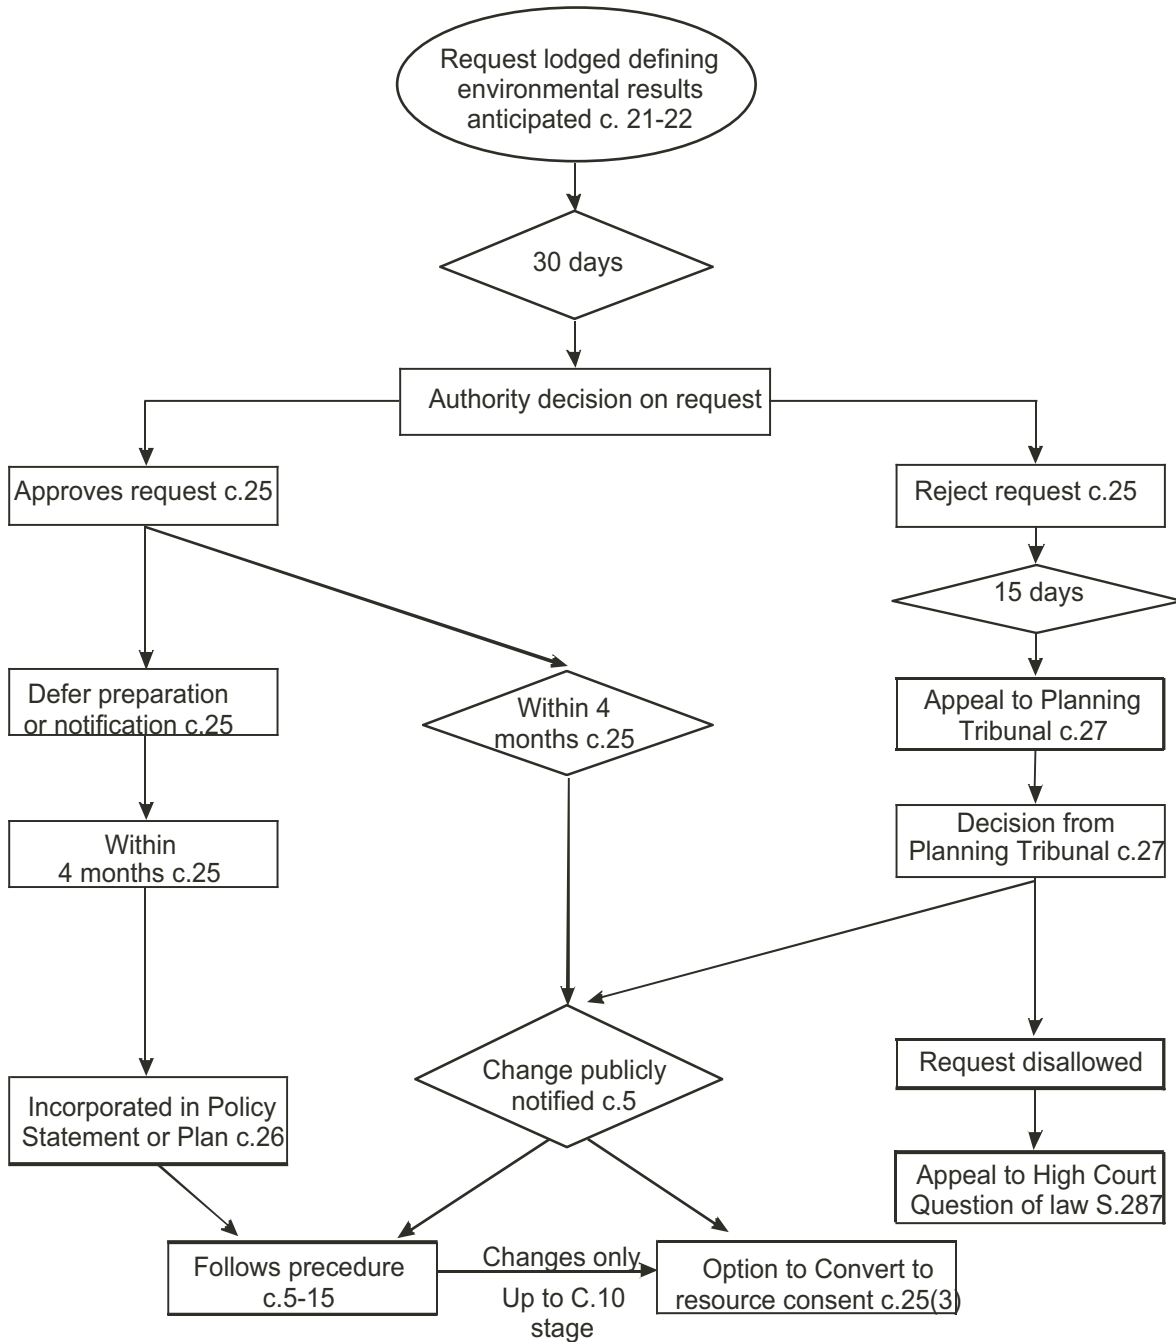 Request lodged defining
environmental results
anticipated c. 21-22
30 days
Authority decision on request
Approves request c.25
Reject request c.25
15 days
Defer preparation
or notification c.25
Within 4
months c.25
Appeal to Planning
Tribunal c.27
Within
4 months c.25
Decision from
Planning Tribunal c.27
Change publicly
notified c.5
Request disallowed
Incorporated in Policy
Statement or Plan c.26
Appeal to High Court
Question of law S.287
Follows precedure
c.5-15
Changes only
Up to C.10
stage
Option to Convert to
resource consent c.25(3)